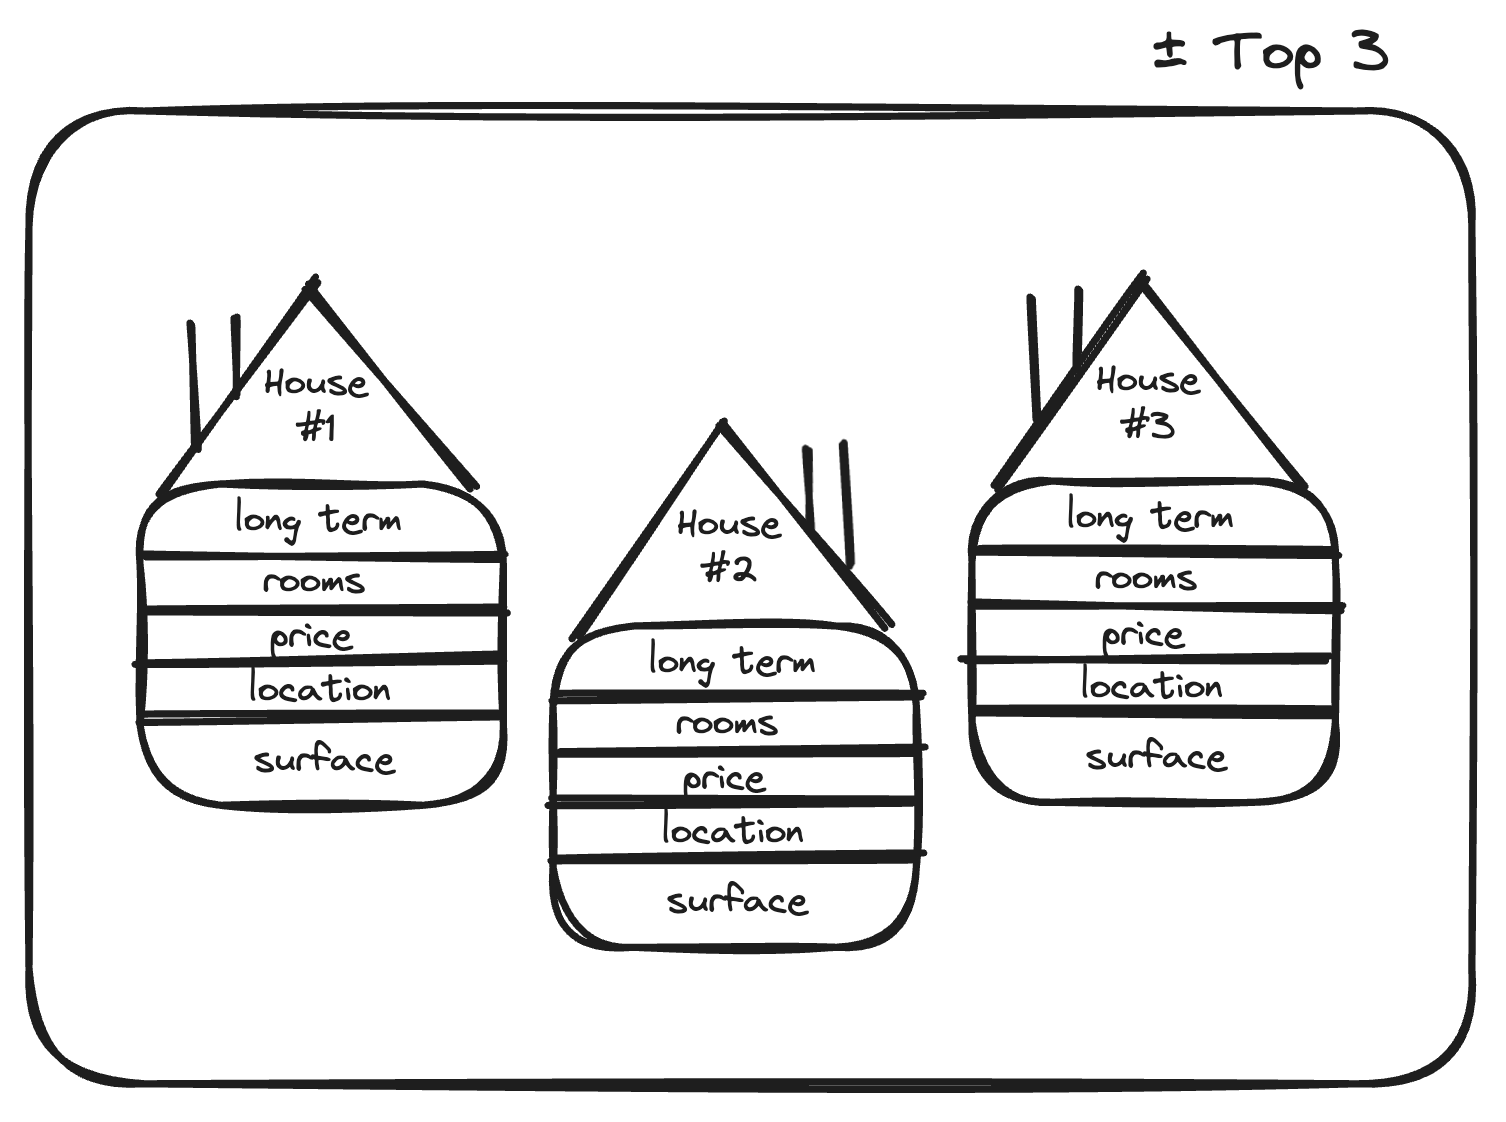 ± Top 3
House
#1
long term
rooms
price
location
surface
House
#2
long term
rooms
price
location
surface
House
#3
long term
rooms
price
location
surface